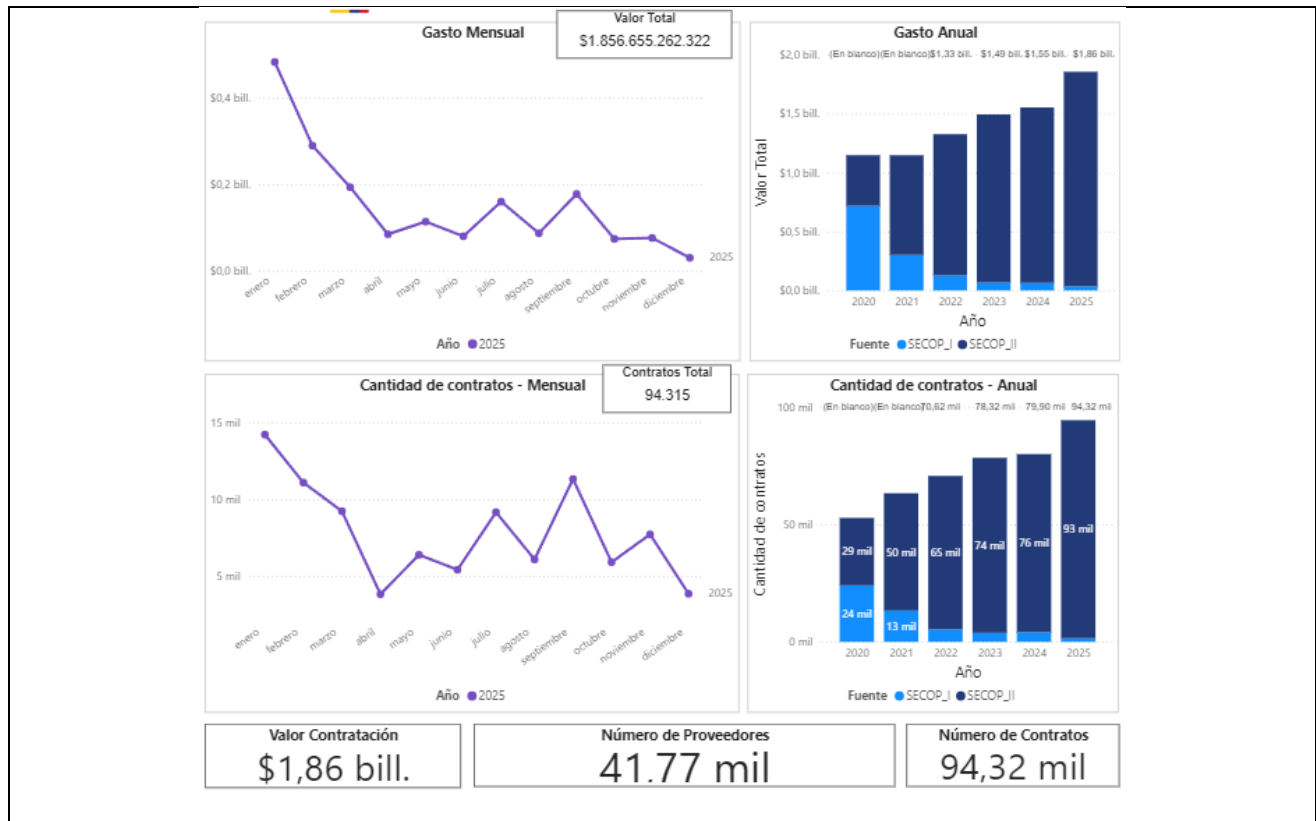 Gasto Mensual
Valor Total
$1.856.655.262.322
$0,4 bill.
$0,2 bill.
$0,0 bill.
2025
enero febrero marzo abril mayo junio julio agosto septiembre octubre noviembre diciembre
Año 2025
Gasto Anual
$2,0 bill. (En blanco) (En blanco) $1,33 bill. $1,49 bill. $1,55 bill. $1,86 bill.
$1,5 bill.
$1,0 bill.
$0,5 bill.
$0,0 bill.
Valor Total
2020 2021 2022 2023 2024 2025
Año
Fuente SECOP_I SECOP_II
Cantidad de contratos - Mensual
Contratos Total
94.315
15 mil
10 mil
5 mil
2025
enero febrero marzo abril mayo junio julio agosto septiembre octubre noviembre diciembre
Año 2025
Cantidad de contratos - Anual
100 mil (En blanco) (En blanco) 70,62 mil 78,32 mil 79,90 mil 94,32 mil
50 mil
0 mil
Cantidad de contratos
29 mil 50 mil 65 mil 74 mil 76 mil 93 mil
24 mil 13 mil
2020 2021 2022 2023 2024 2025
Año
Fuente SECOP_I SECOP_II
Valor Contratación
$1,86 bill.
Número de Proveedores
41.77 mil
Número de Contratos
94,32 mil